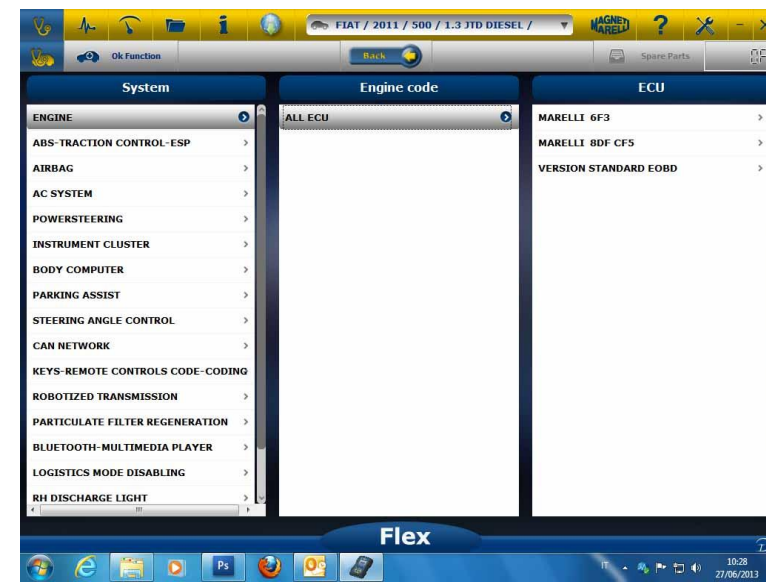 FIAT / 2011 / 500 / 1.3 JTD DIESEL /
MAGNETI
MARELLI
?
Ok Function
Back
Spare Parts
System
Engine code
ECU
ENGINE
ALL ECU
MARELLI 6F3
ABS-TRACTION CONTROL-ESP
MARELLI 8DF CF5
AIRBAG
VERSION STANDARD EOBD
AC SYSTEM
POWERSTEERING
INSTRUMENT CLUSTER
BODY COMPUTER
PARKING ASSIST
STEERING ANGLE CONTROL
CAN NETWORK
KEYS-REMOTE CONTROLS CODE-CODING
ROBOTIZED TRANSMISSION
PARTICULATE FILTER REGENERATION
BLUETOOTH-MULTIMEDIA PLAYER
LOGISTICS MODE DISABLING
RH DISCHARGE LIGHT
Flex
Ps
IT
10:28
27/06/2013